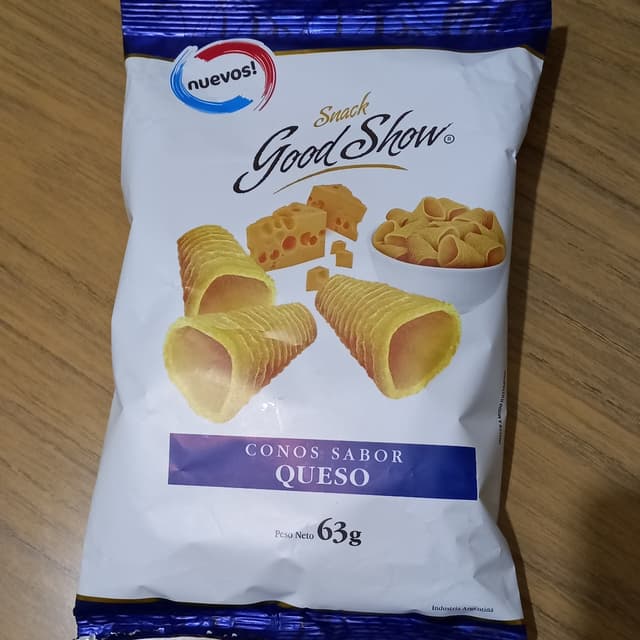 nuevos!
Snack
Good Show®
CONOS SABOR
QUESO
Peso Neto 63g
Industria Argentina